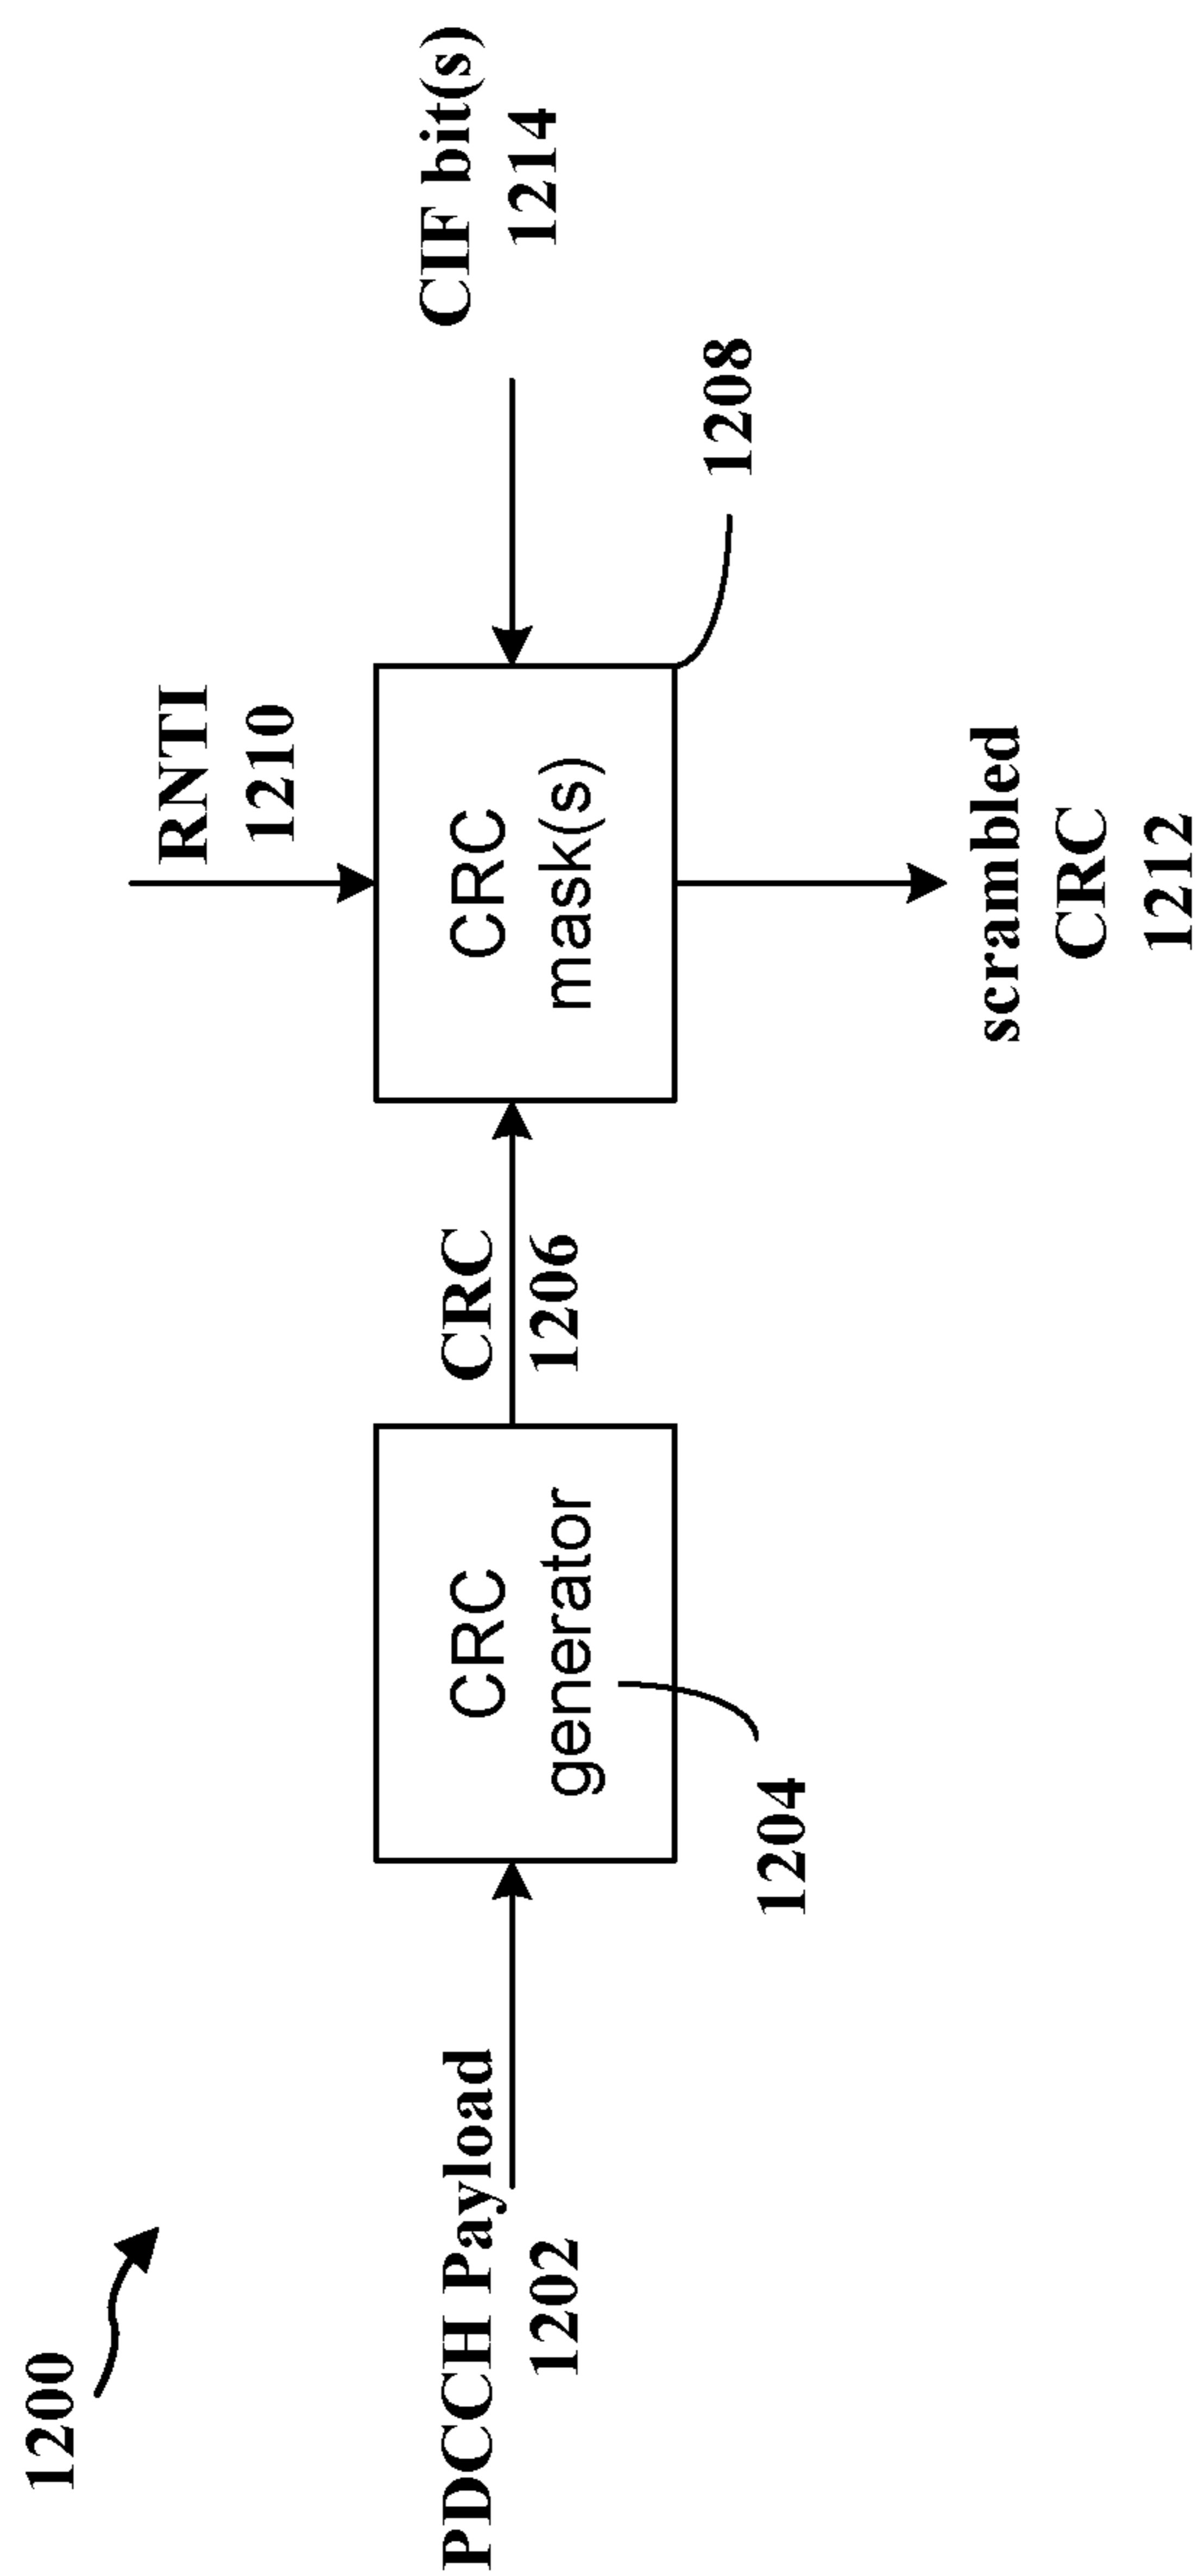 1200
PDCCH Payload
1202
CRC
generator
1204
CRC
1206
RNTI
1210
CRC
mask(s)
1208
CIF bit(s)
1214
scrambled
CRC
1212